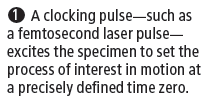 ❶ A clocking pulse—such as
a femtosecond laser pulse—
excites the specimen to set the
process of interest in motion at
a precisely defined time zero.